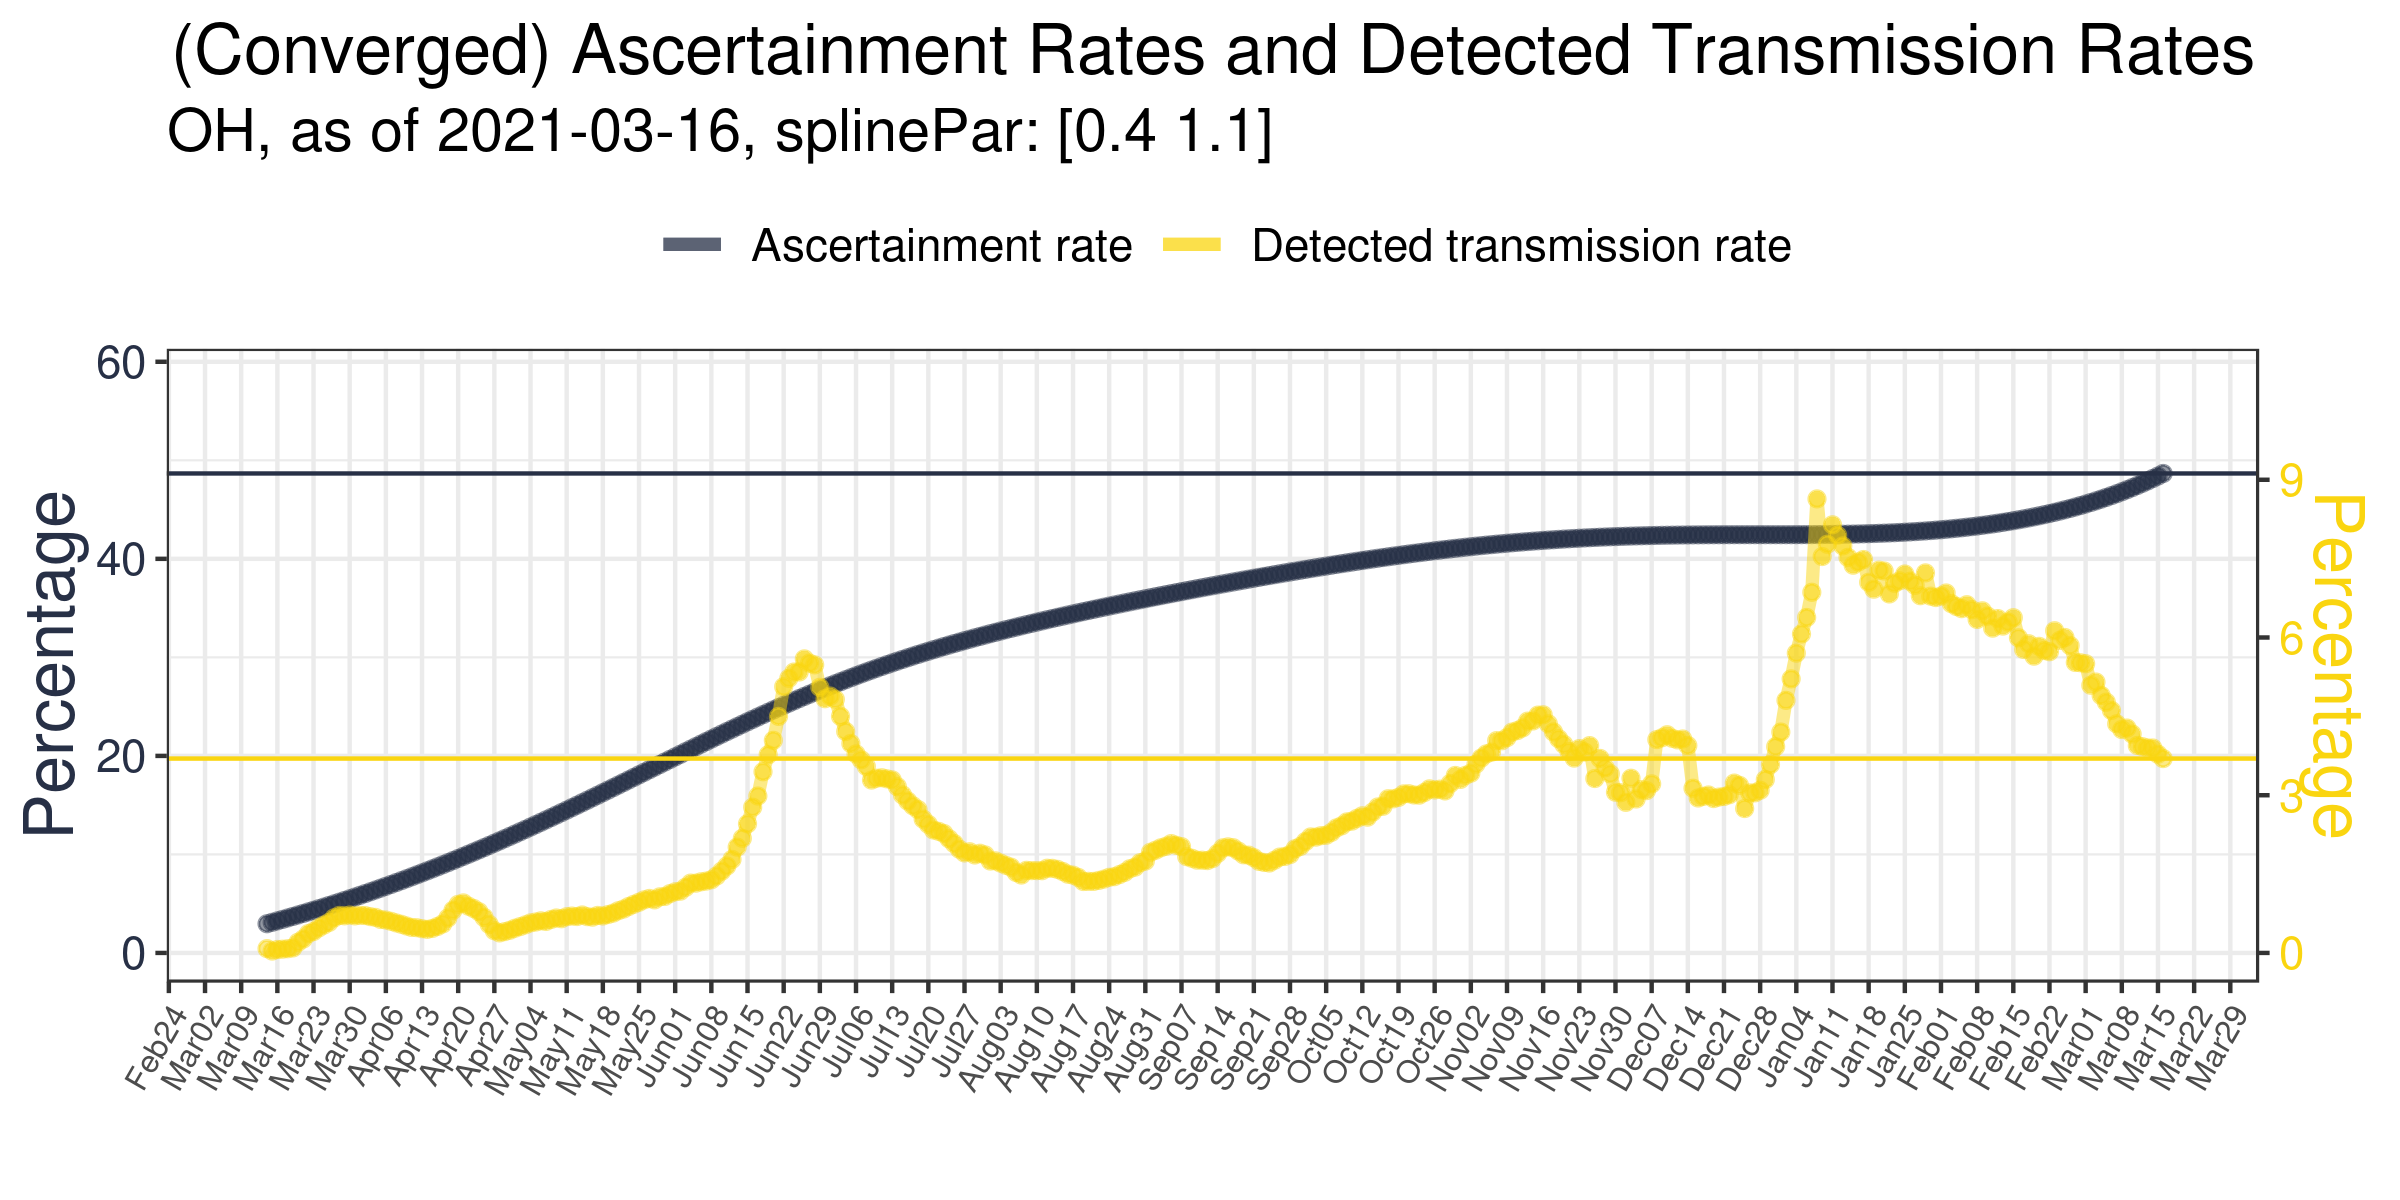 (Converged) Ascertainment Rates and Detected Transmission Rates
OH, as of 2021-03-16, splinePar: [0.4 1.1]
Ascertainment rate
Detected transmission rate
Percentage
60
40
20
0
9
6
3
0
Percentage
Feb24
Mar02
Mar09
Mar16
Mar23
Mar30
Apr06
Apr13
Apr20
Apr27
May04
May11
May18
May25
Jun01
Jun08
Jun15
Jun22
Jun29
Jul06
Jul13
Jul20
Jul27
Aug03
Aug10
Aug17
Aug24
Aug31
Sep07
Sep14
Sep21
Sep28
Oct05
Oct12
Oct19
Oct26
Nov02
Nov09
Nov16
Nov23
Nov30
Dec07
Dec14
Dec21
Dec28
Jan04
Jan11
Jan18
Jan25
Feb01
Feb08
Feb15
Feb22
Mar01
Mar08
Mar15
Mar22
Mar29